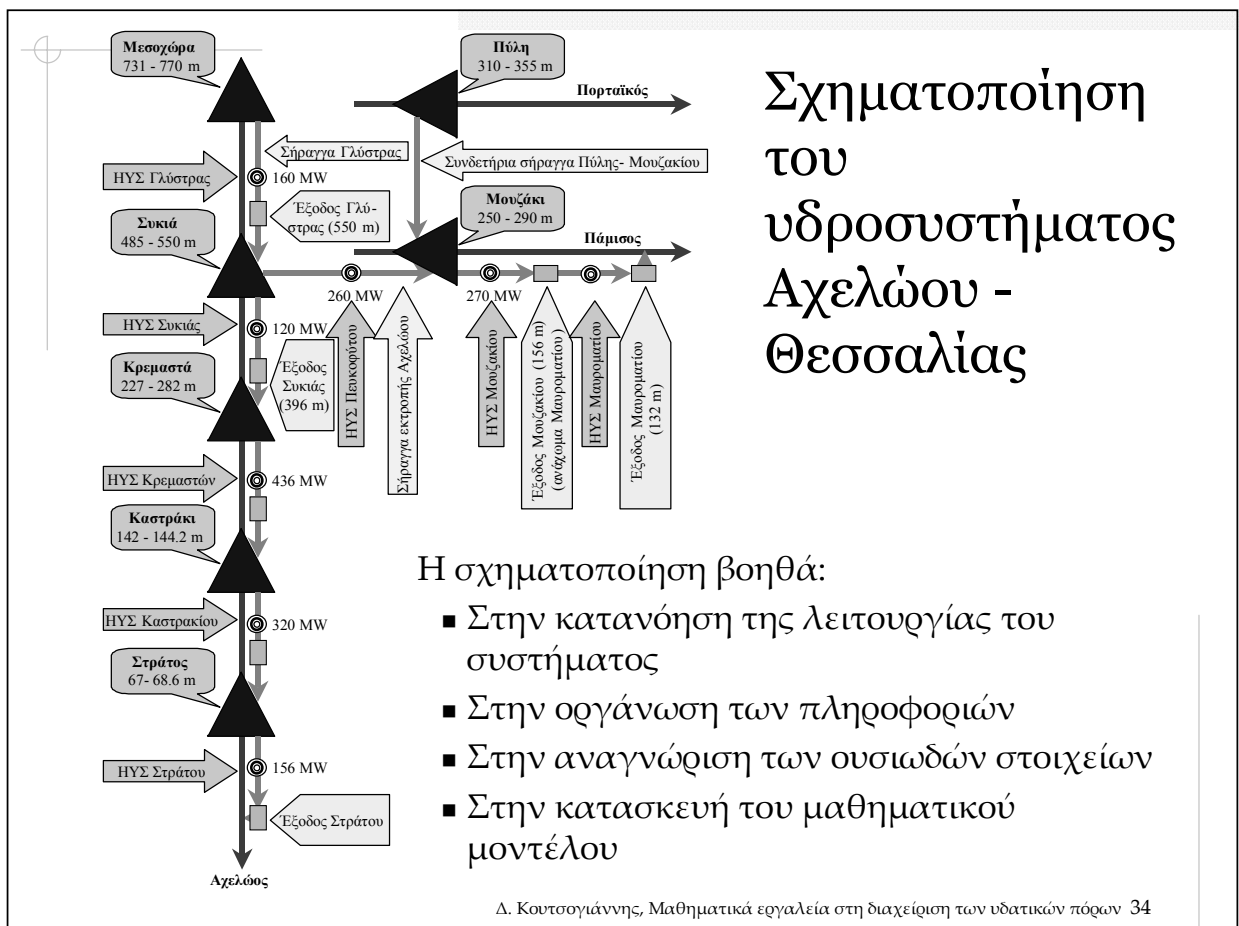 Σχηματοποίηση
του
υδροσυστήματος
Αχελώου -
Θεσσαλίας
Μεσοχώρα
731 - 770 m
Πύλη
310 - 355 m
Πορταϊκός
Σήραγγα Γλύστρας
Συνδετήρια σήραγγα Πύλης- Μουζακίου
ΗΥΣ Γλύστρας
160 MW
Έξοδος Γλύ-
στρας (550 m)
Μουζάκι
250 - 290 m
Συκιά
485 - 550 m
Πάμισος
260 MW
270 MW
ΗΥΣ Συκιάς
120 MW
Έξοδος
Συκιάς
(396 m)
ΗΥΣ Πευκοφύτου
Σήραγγα εκτροπής Αχελώου
ΗΥΣ Μουζακίου
Έξοδος Μουζακίου (156 m)
(ανάχωμα Μαυροματίου)
ΗΥΣ Μαυροματίου
Έξοδος Μαυροματίου
(132 m)
Κρεμαστά
227 - 282 m
ΗΥΣ Κρεμαστών
436 MW
Καστράκι
142 - 144.2 m
ΗΥΣ Καστρακίου
320 MW
Στράτος
67- 68.6 m
ΗΥΣ Στράτου
156 MW
Έξοδος Στράτου
Αχελώος
Η σχηματοποίηση βοηθά:
■ Στην κατανόηση της λειτουργίας του
συστήματος
■ Στην οργάνωση των πληροφοριών
■ Στην αναγνώριση των ουσιωδών στοιχείων
■ Στην κατασκευή του μαθηματικού
μοντέλου
Δ. Κουτσογιάννης, Μαθηματικά εργαλεία στη διαχείριση των υδατικών πόρων 34